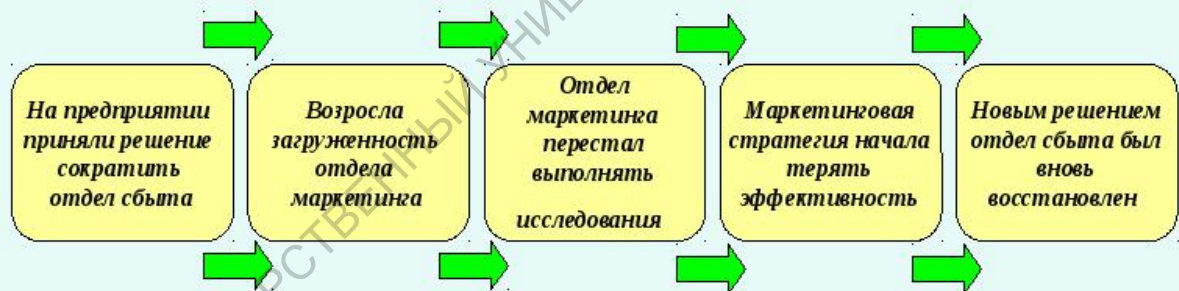 На предприятии
приняли решение
сократить
отдел сбыта
Возросла
загруженность
отдела
маркетинга
Отдел
маркетинга
перестал
выполнять
исследования
Маркетинговая
стратегия начала
терять
эффективность
Новым решением
отдел сбыта был
вновь
восстановлен